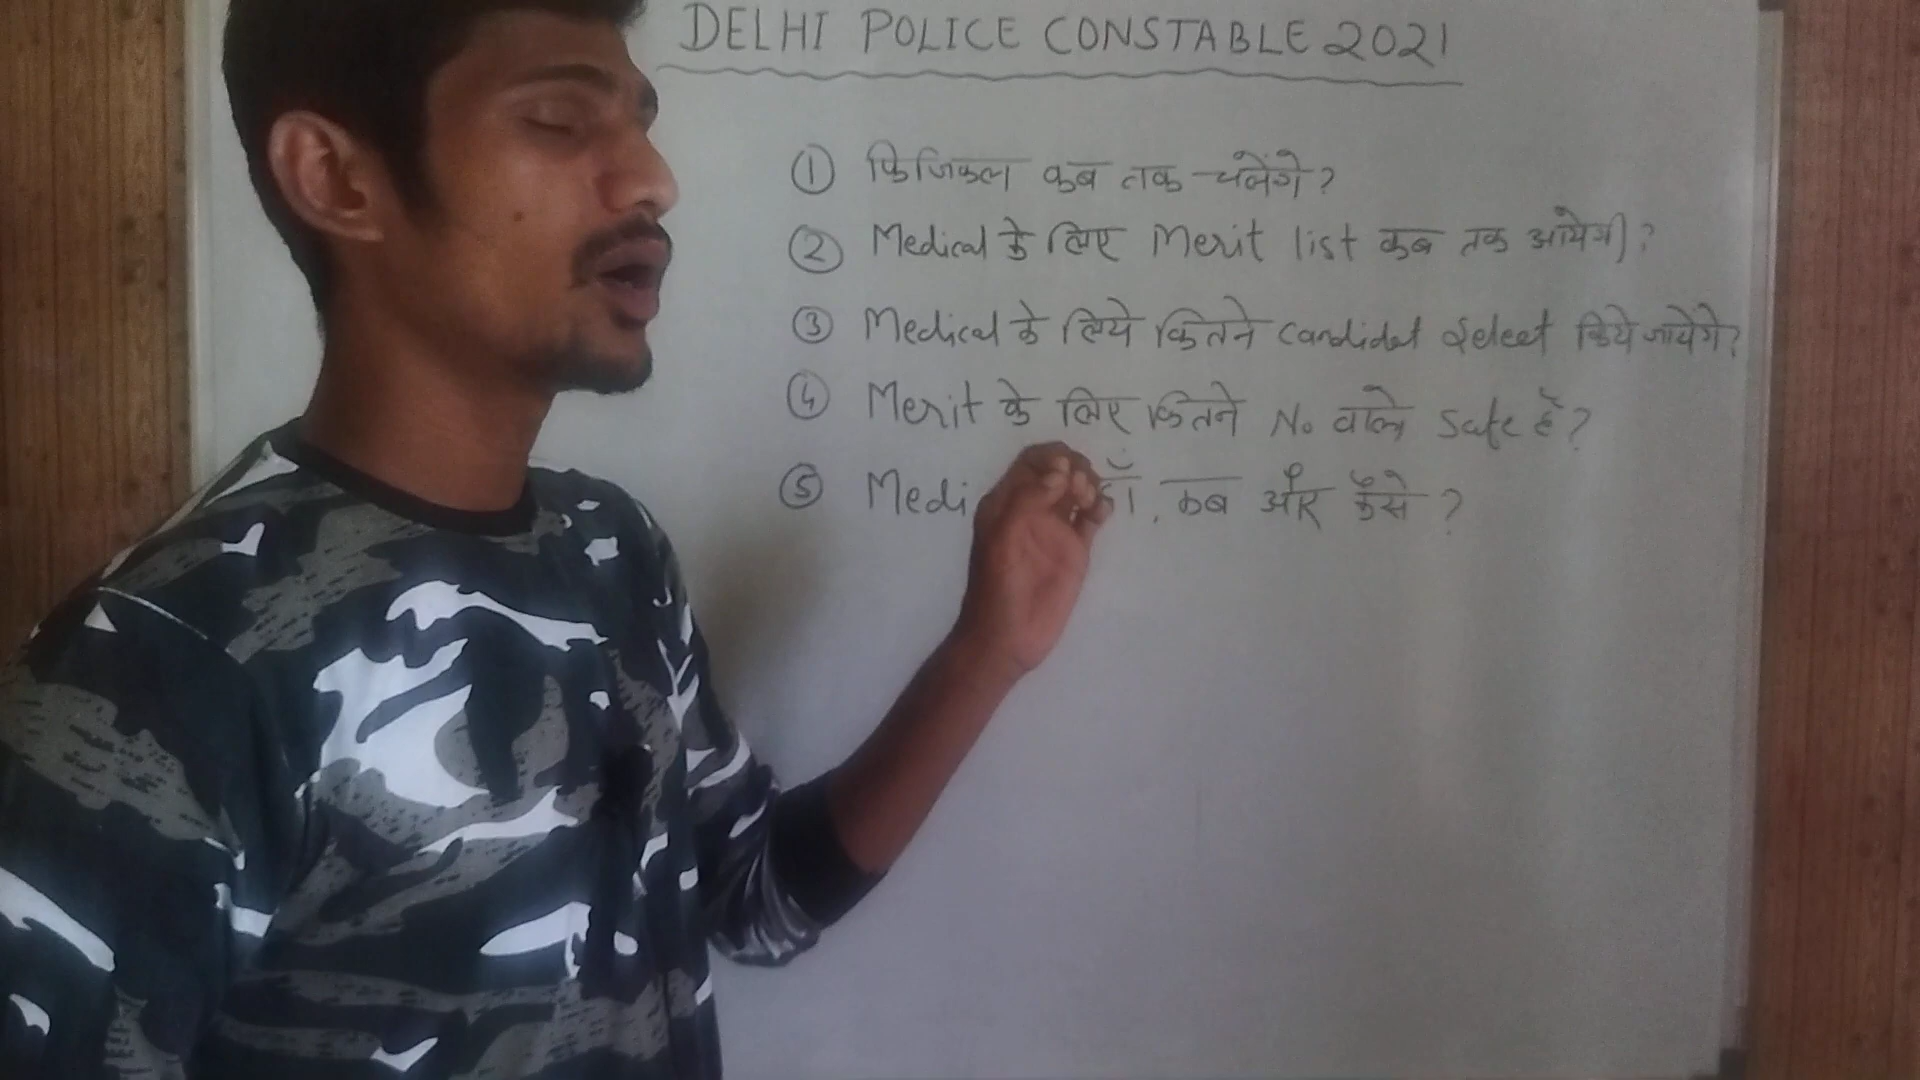 DELHI POLICE CONSTABLE 2021
① फिजिकल कब तक चलेंगे?
② Medical के लिए Merit list कब तक आयेगी?
③ Medical के लिये कितने Candidat Select किये जायेंगे?
④ Merit के लिए कितने No वाले Safe है?
⑤ Medi हाँ, कब और कैसे?